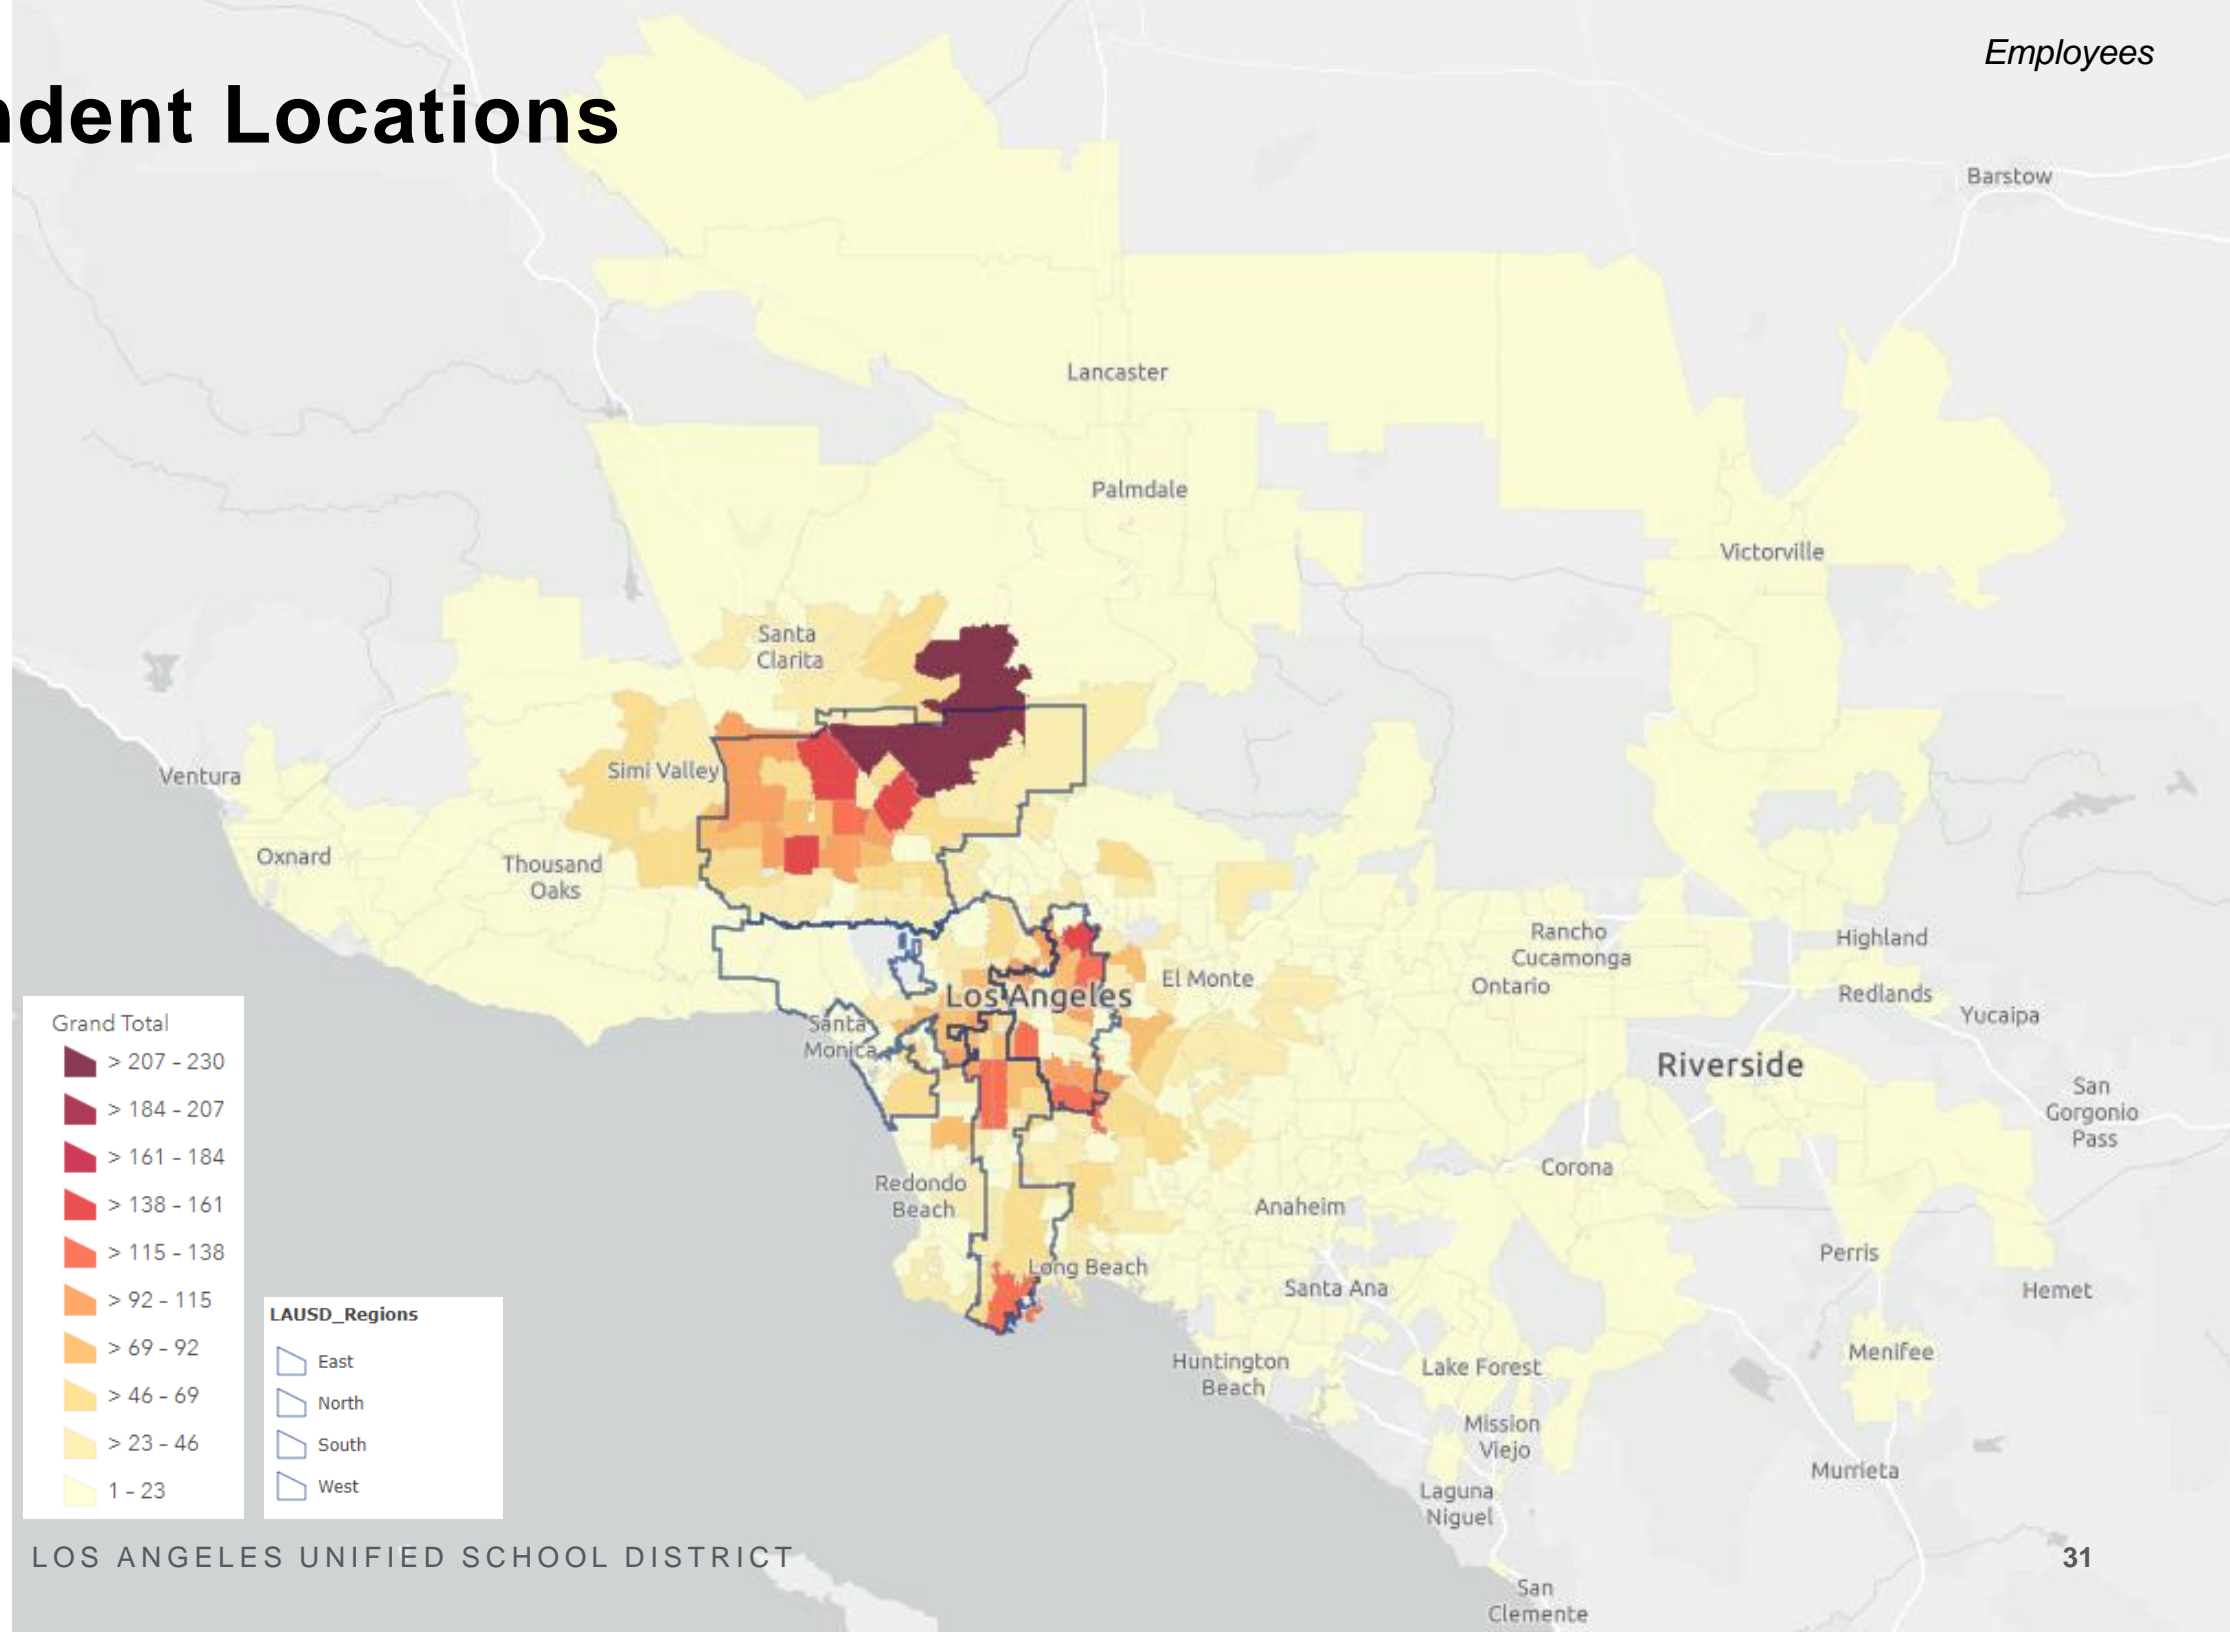 Employees
ndent Locations
Barstow
Lancaster
Palmdale
Victorville
Santa
Clarita
Simi Valley
Ventura
Oxnard
Thousand
Oaks
Rancho
Cucamonga
Highland
El Monte
Ontario
Redlands
Los Angeles
Yucaipa
Santa
Monica
Riverside
San
Gorgonio
Pass
Corona
Redondo
Beach
Anaheim
Perris
Long Beach
Santa Ana
Hemet
Menifee
Huntington
Beach
Lake Forest
Mission
Viejo
Murrieta
Laguna
Niguel
San
Clemente
Grand Total
> 207 - 230
> 184 - 207
> 161 - 184
> 138 - 161
> 115 - 138
> 92 - 115
> 69 - 92
> 46 - 69
> 23 - 46
1 - 23
LAUSD_Regions
East
North
South
West
LOS ANGELES UNIFIED SCHOOL DISTRICT
31